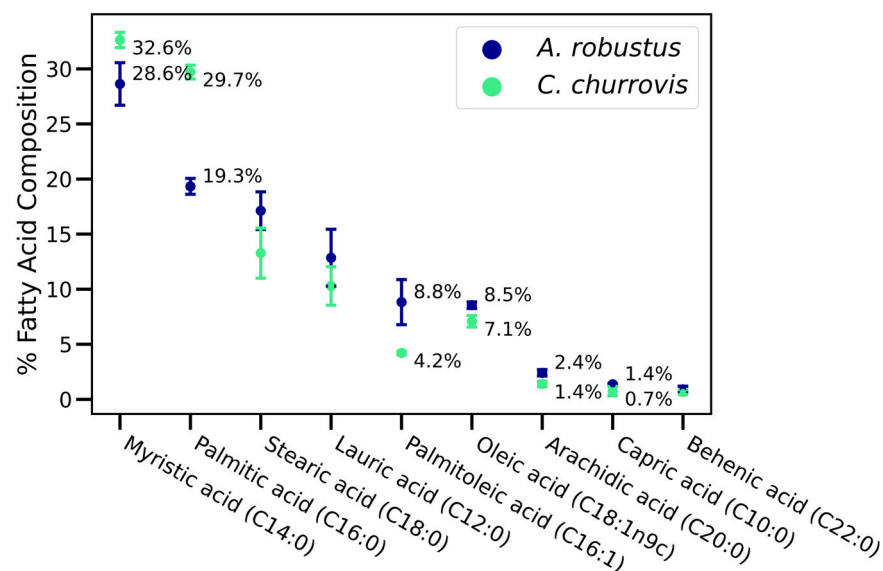 A. robustus
C. churrovis
% Fatty Acid Composition
30
25
20
15
10
5
0
32.6%
28.6%
29.7%
19.3%
8.8%
8.5%
4.2%
7.1%
2.4%
1.4%
1.4%
0.7%
Myristic acid (C14:0)
Palmitic acid (C16:0)
Stearic acid (C18:0)
Lauric acid (C12:0)
Palmitoleic acid (C16:1)
Oleic acid (C18:1n9c)
Arachidic acid (C20:0)
Capric acid (C10:0)
Behenic acid (C22:0)